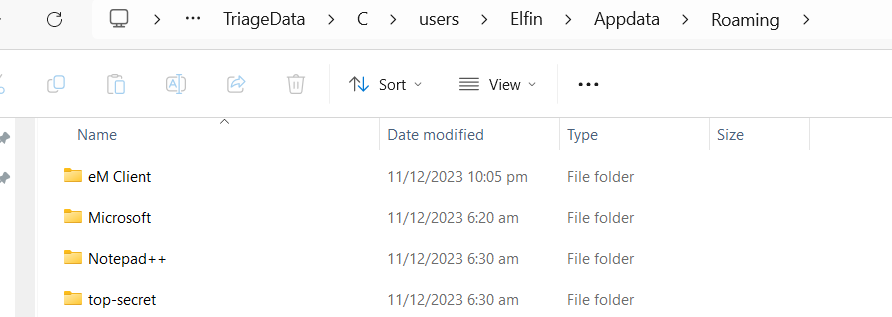 TriageData > C > users > Elfin > Appdata > Roaming >
Sort View
Name Date modified Type Size
eM Client 11/12/2023 10:05 pm File folder
Microsoft 11/12/2023 6:20 am File folder
Notepad++ 11/12/2023 6:30 am File folder
top-secret 11/12/2023 6:30 am File folder